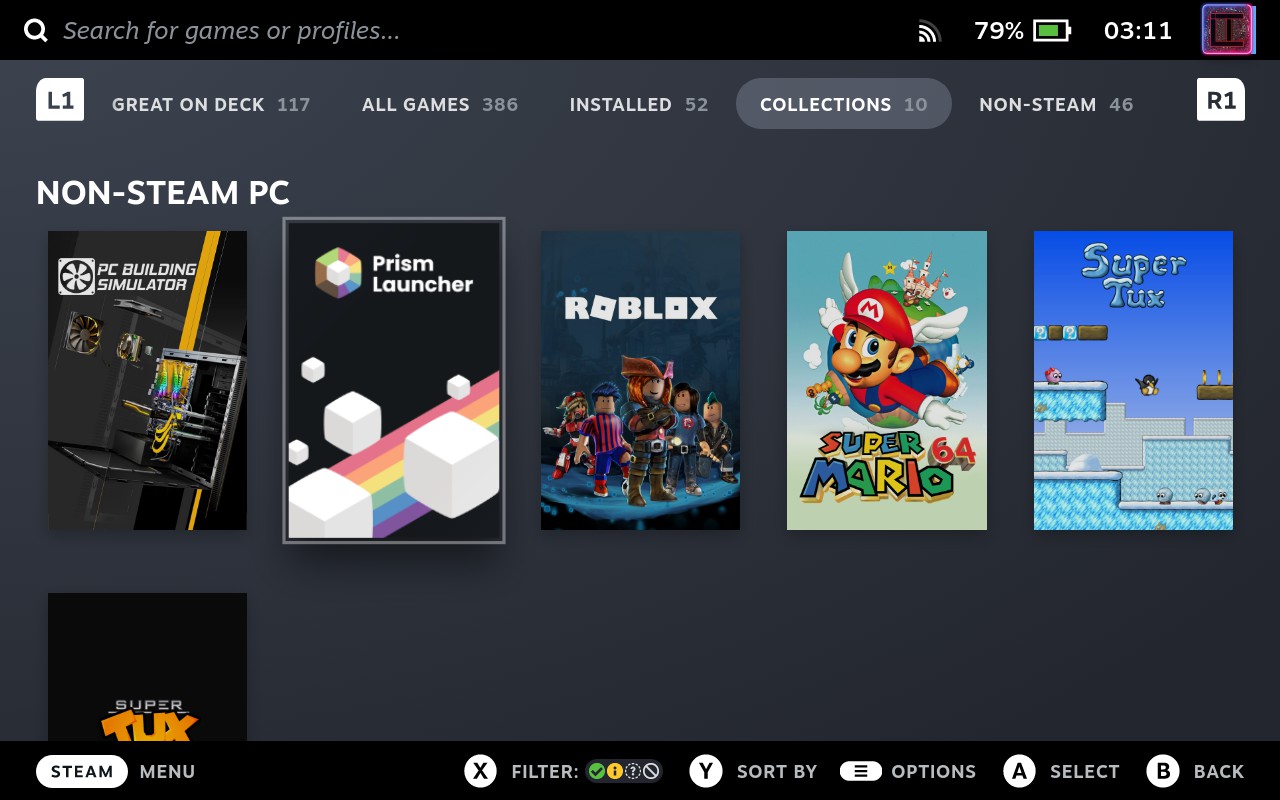 Search for games or profiles...
79%
03:11
L1
GREAT ON DECK 117
ALL GAMES 386
INSTALLED 52
COLLECTIONS 10
NON-STEAM 46
R1
NON-STEAM PC
PC BUILDING
SIMULATOR
Prism
Launcher
ROBLOX
SUPER
MARIO 64
Super
Tux
SUPER
TUX
STEAM MENU
X FILTER:
Y SORT BY
OPTIONS
A SELECT
B BACK